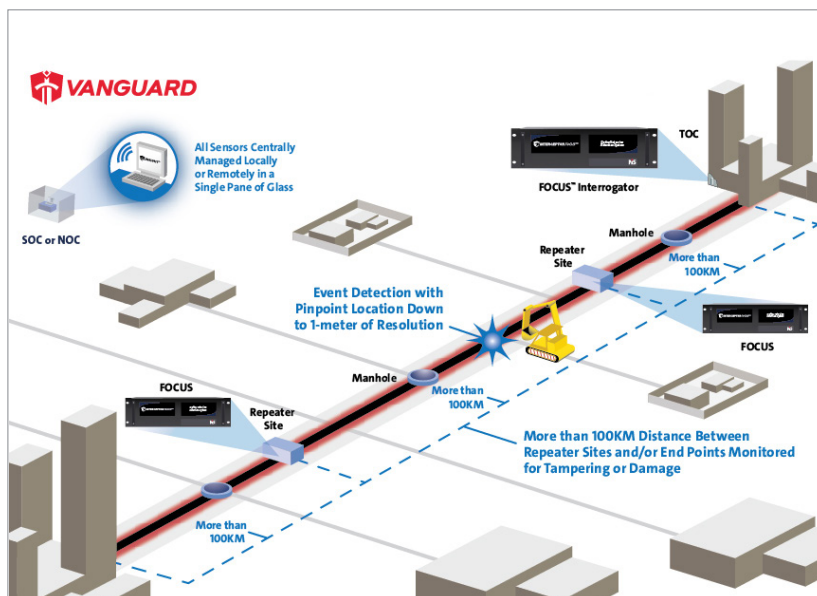 VANGUARD
All Sensors Centrally
Managed Locally
or Remotely in a
Single Pane of Glass
SOC or NOC
TOC
FOCUS™ Interrogator
Manhole
Repeater
Site
More than
100KM
Event Detection with
Pinpoint Location Down
to 1-meter of Resolution
FOCUS
Manhole
More than
100KM
FOCUS
Repeater
Site
More than 100KM Distance Between
Repeater Sites and/or End Points Monitored
for Tampering or Damage
More than
100KM